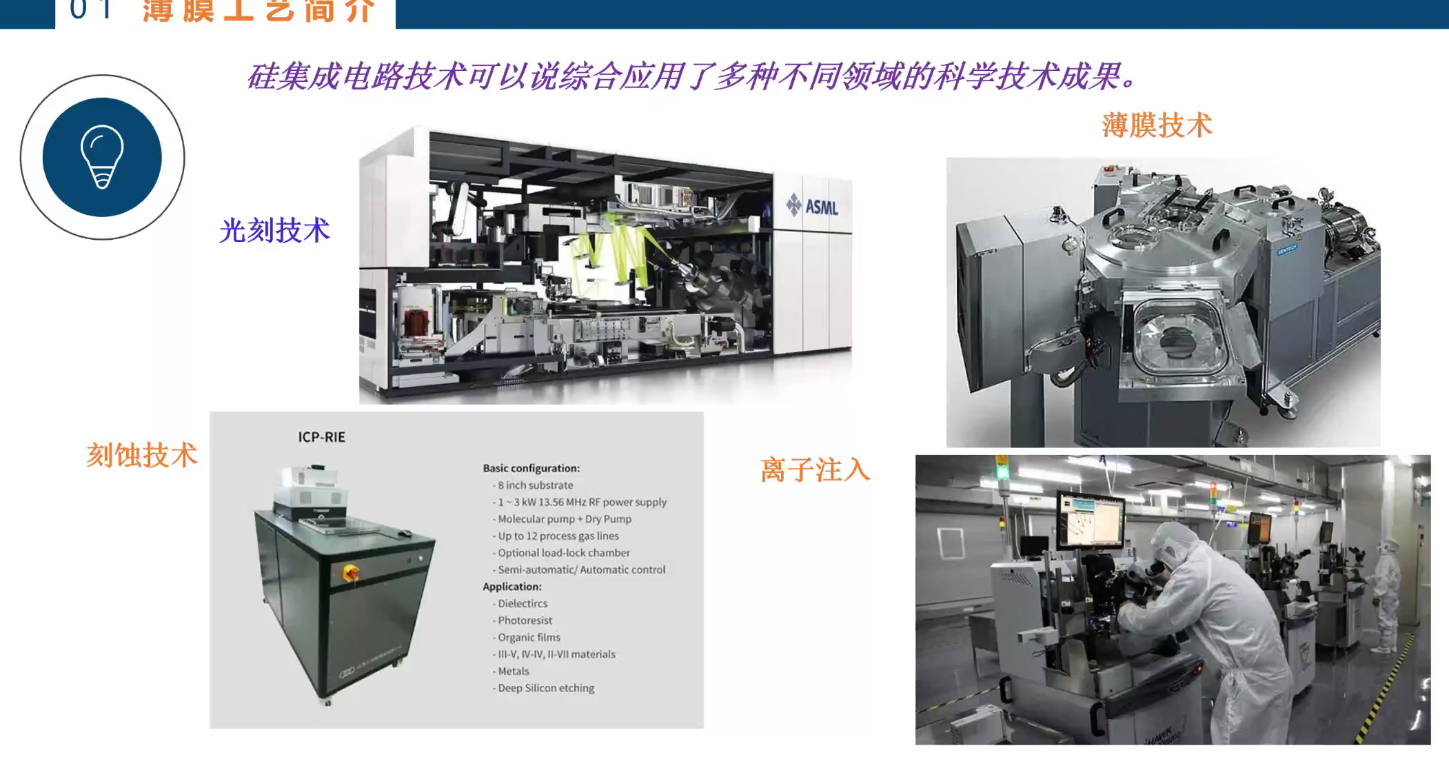 01 薄膜工艺简介
硅集成电路技术可以说综合应用了多种不同领域的科学技术成果。
薄膜技术
光刻技术
ASML
SENTECH
刻蚀技术
ICP-RIE
Basic configuration:
- 8 inch substrate
- 1 ~ 3 kW 13.56 MHz RF power supply
- Molecular pump + Dry Pump
- Up to 12 process gas lines
- Optional load-lock chamber
- Semi-automatic/ Automatic control
Application:
- Dielectircs
- Photoresist
- Organic films
- III-V, IV-IV, II-VII materials
- Metals
- Deep Silicon etching
离子注入
iHAWK